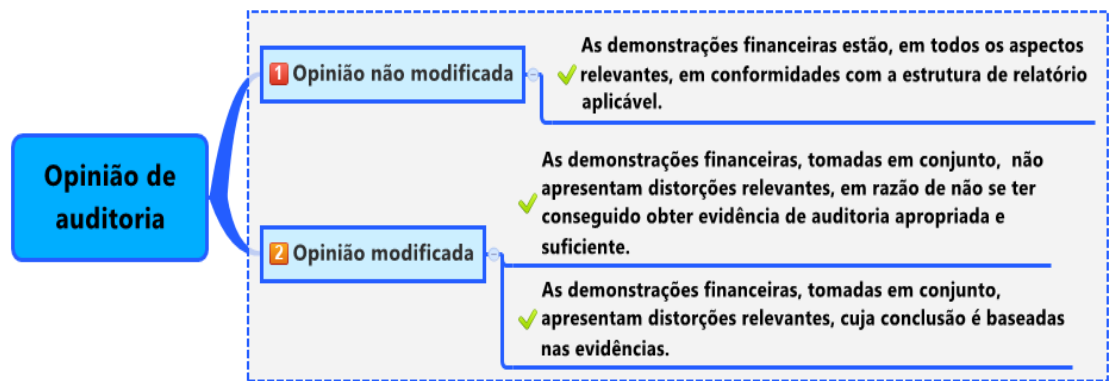 Opinião de
auditoria
1 Opinião não modificada
As demonstrações financeiras estão, em todos os aspectos
relevantes, em conformidades com a estrutura de relatório
aplicável.
2 Opinião modificada
As demonstrações financeiras, tomadas em conjunto, não
apresentam distorções relevantes, em razão de não se ter
conseguido obter evidência de auditoria apropriada e
suficiente.
As demonstrações financeiras, tomadas em conjunto,
apresentam distorções relevantes, cuja conclusão é baseadas
nas evidências.